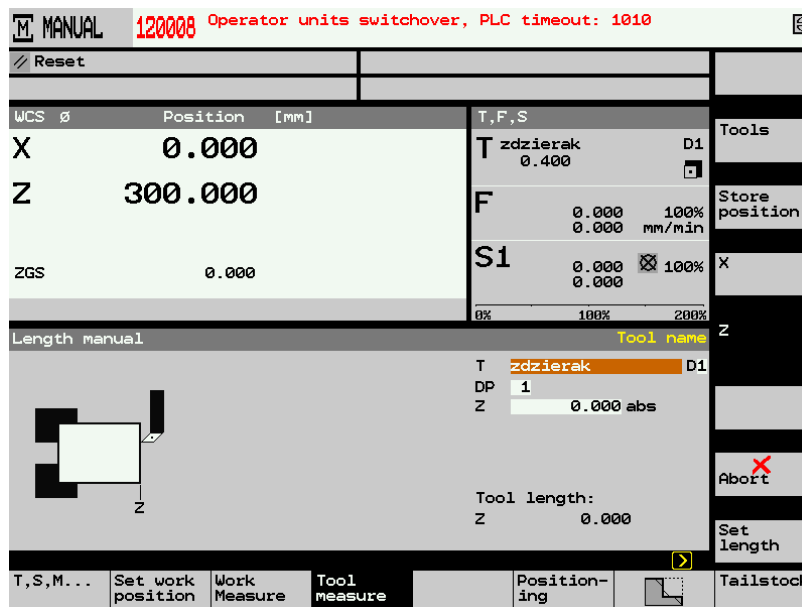 M MANUAL 120008 Operator units switchover, PLC timeout: 1010
// Reset
WCS Ø Position [mm]
X 0.000
Z 300.000
ZGS 0.000
T,F,S
T zdzierak D1
0.400
F 0.000 100%
0.000 mm/min
S1 0.000 100%
0.000
0% 100% 200%
Length manual Tool name
T zdzierak D1
DP 1
Z 0.000 abs
Z
Tool length:
Z 0.000
Tools
Store
position
X
Z
Abort
Set
length
T,S,M...
Set work
position
Work
Measure
Tool
measure
Position-
ing
Tailstock